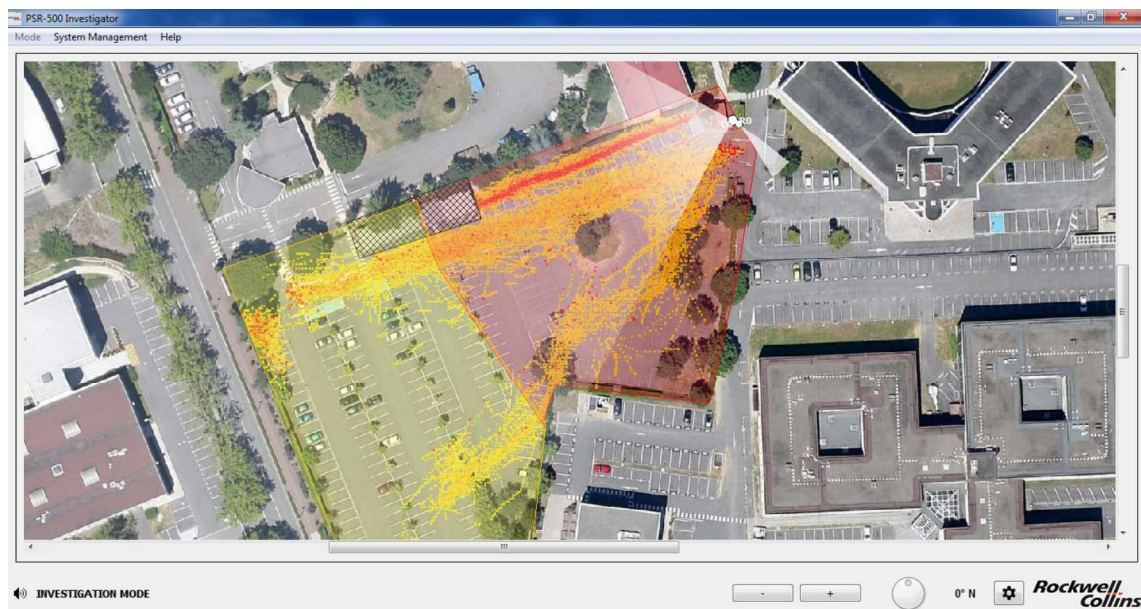 PSR-500 Investigator
Mode System Management Help
R0
INVESTIGATION MODE
- +
0° N
Rockwell
Collins